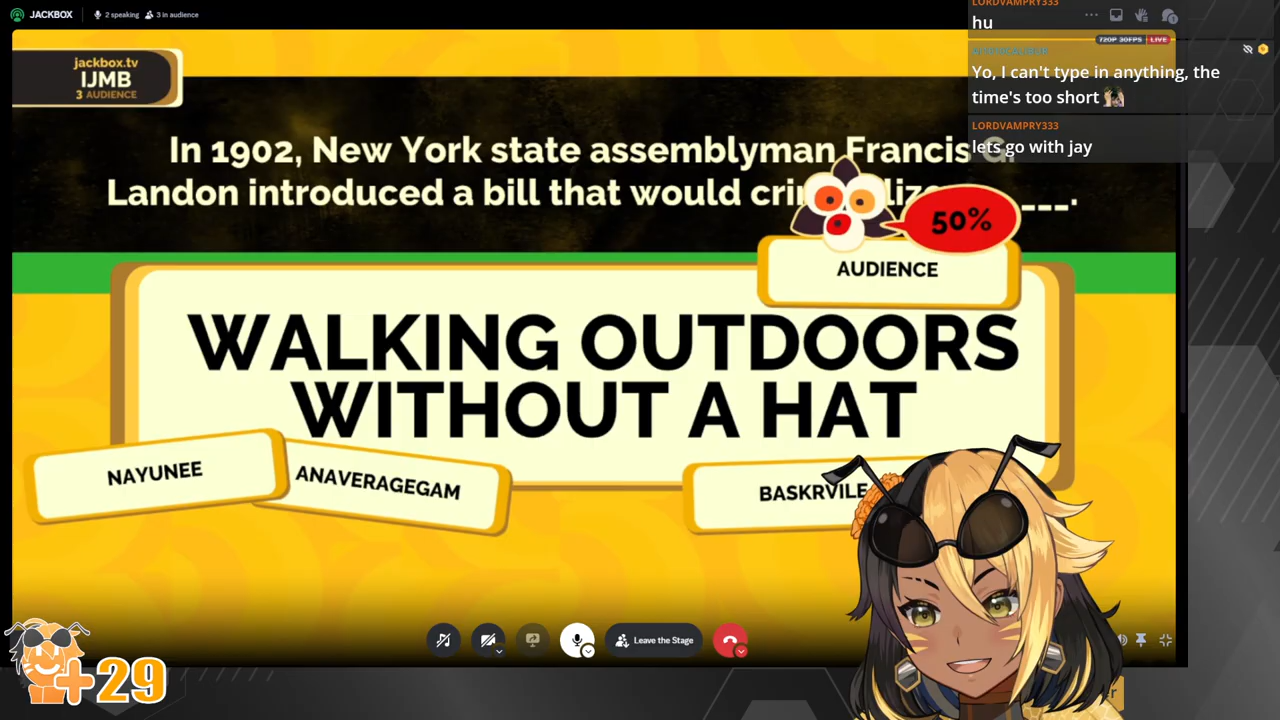 JACKBOX
2 speaking
3 in audience
LORDVAMPRY333
hu
720P 30FPS LIVE
Yo, I can't type in anything, the
time's too short
LORDVAMPRY333
lets go with jay
jackbox.tv
IJMB
3 AUDIENCE
In 1902, New York state assemblyman Francis G.
Landon introduced a bill that would ____.
50%
AUDIENCE
WALKING OUTDOORS
WITHOUT A HAT
NAYUNEE
ANAVERAGEGAM
BASKRVILE
Leave the Stage
+29